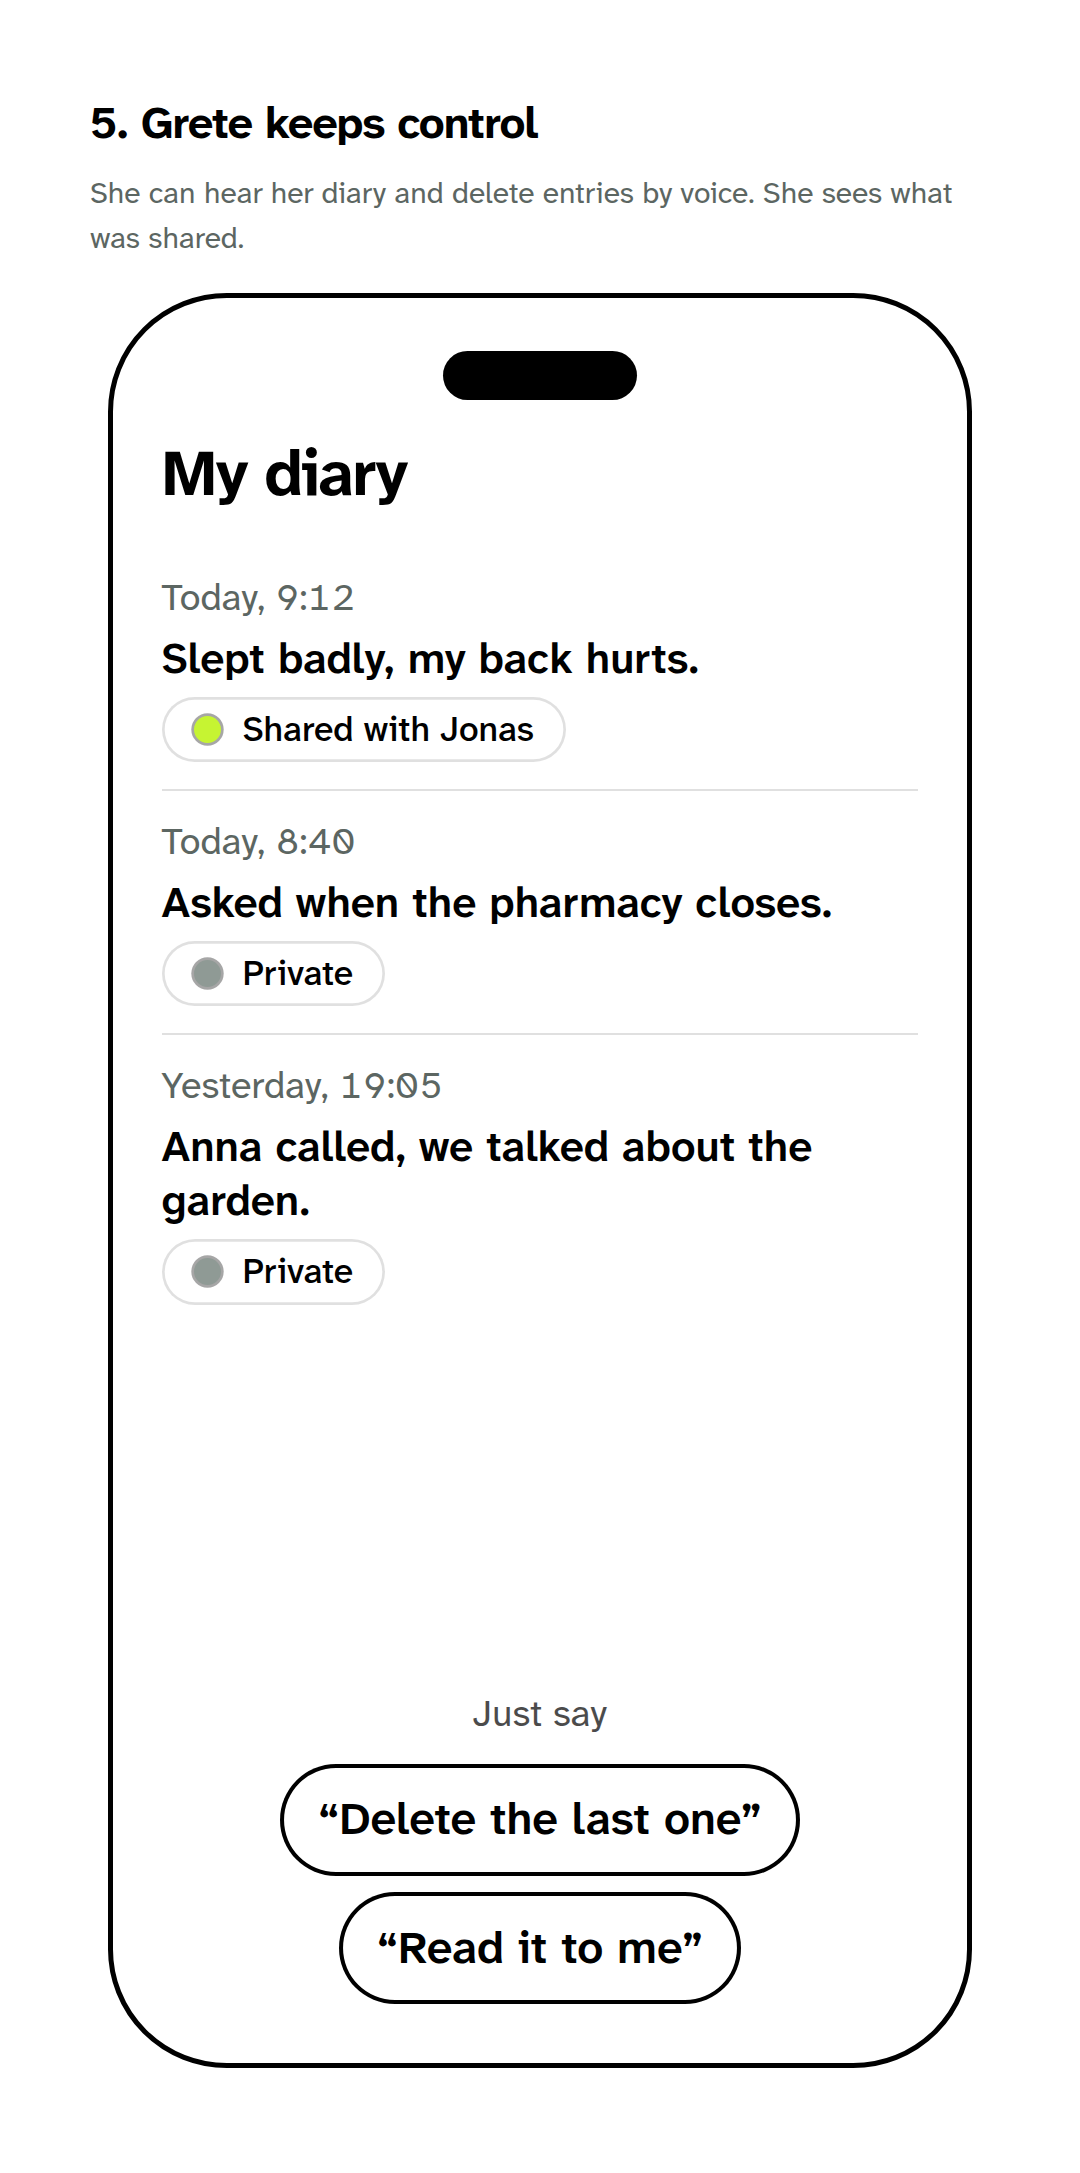 5. Grete keeps control
She can hear her diary and delete entries by voice. She sees what
was shared.
My diary
Today, 9:12
Slept badly, my back hurts.
Shared with Jonas
Today, 8:40
Asked when the pharmacy closes.
Private
Yesterday, 19:05
Anna called, we talked about the
garden.
Private
Just say
“Delete the last one”
“Read it to me”